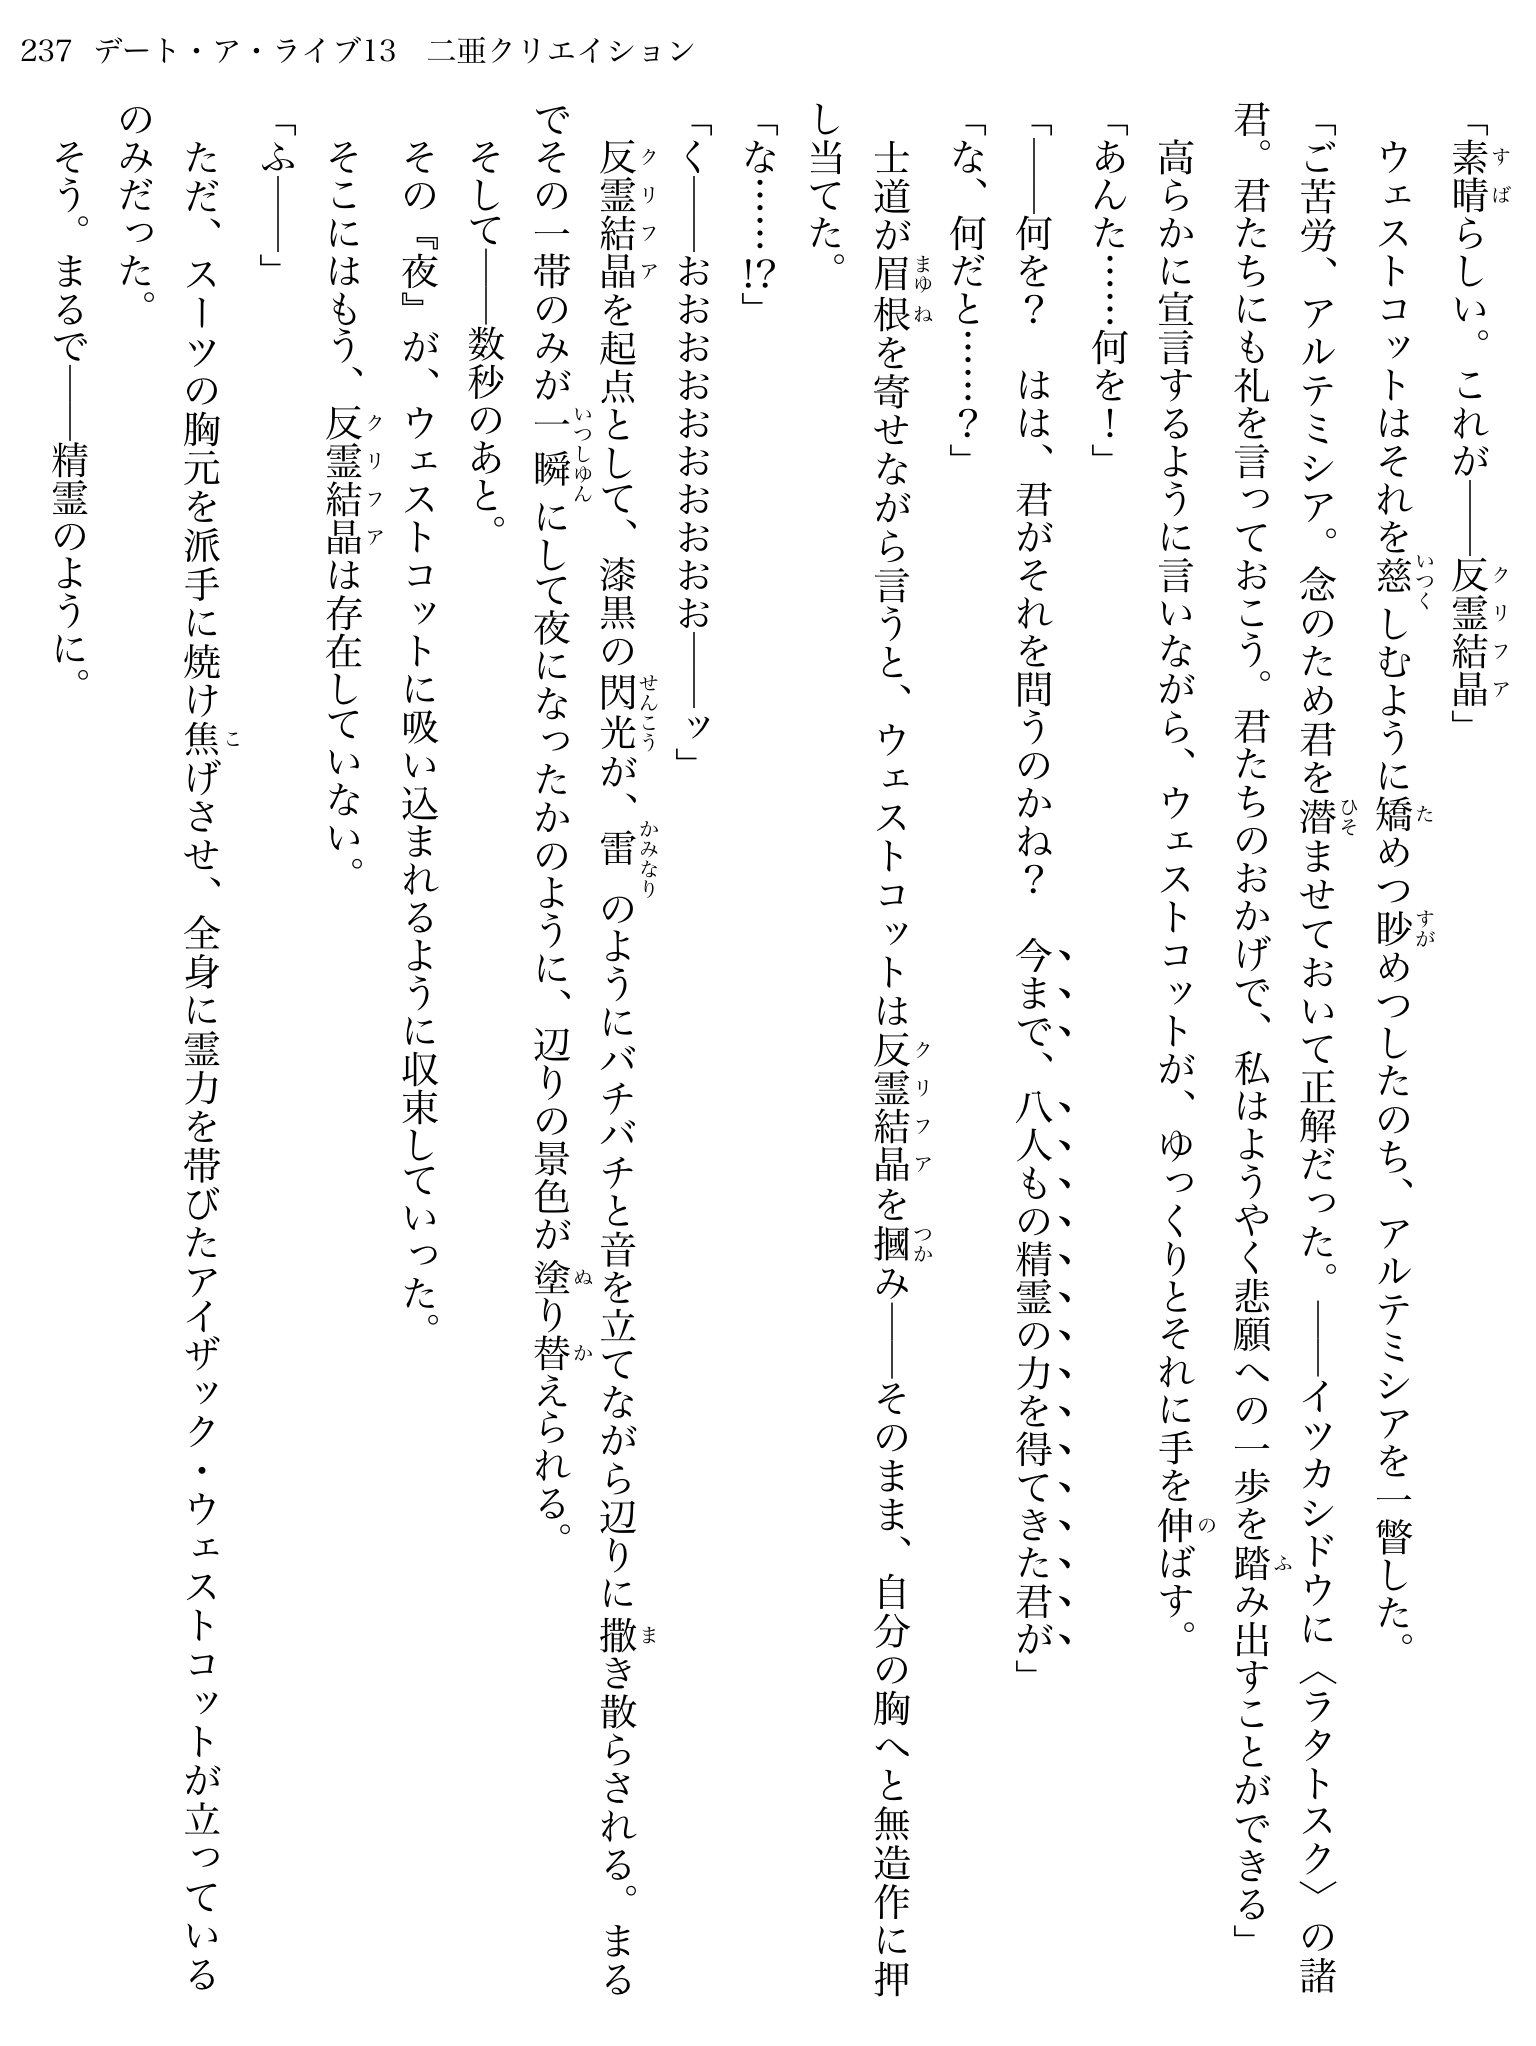 237 デート・ア・ライブ13　二亜クリエイション
「素晴らしい。これが――反霊結晶」
　ウェストコットはそれを慈しむように矯めつ眇めつしたのち、アルテミシアを一瞥した。
「ご苦労、アルテミシア。念のため君を潜ませておいて正解だった。――イツカシドウに〈ラタトスク〉の諸
君。君たちにも礼を言っておこう。君たちのおかげで、私はようやく悲願への一歩を踏み出すことができる」
　高らかに宣言するように言いながら、ウェストコットが、ゆっくりとそれに手を伸ばす。
「あんた……何を！」
「――何を？　はは、君がそれを問うのかね？　今まで、八人もの精霊の力を得てきた君が」
「な、何だと……？」
　士道が眉根を寄せながら言うと、ウェストコットは反霊結晶を摑み――そのまま、自分の胸へと無造作に押
し当てた。
「な……!?」
「く――おおおおおおおおおお――ッ」
　反霊結晶を起点として、漆黒の閃光が、雷のようにバチバチと音を立てながら辺りに撒き散らされる。まる
でその一帯のみが一瞬にして夜になったかのように、辺りの景色が塗り替えられる。
　そして――数秒のあと。
　その『夜』が、ウェストコットに吸い込まれるように収束していった。
　そこにはもう、反霊結晶は存在していない。
「ふ――」
　ただ、スーツの胸元を派手に焼け焦げさせ、全身に霊力を帯びたアイザック・ウェストコットが立っている
のみだった。
　そう。まるで――精霊のように。